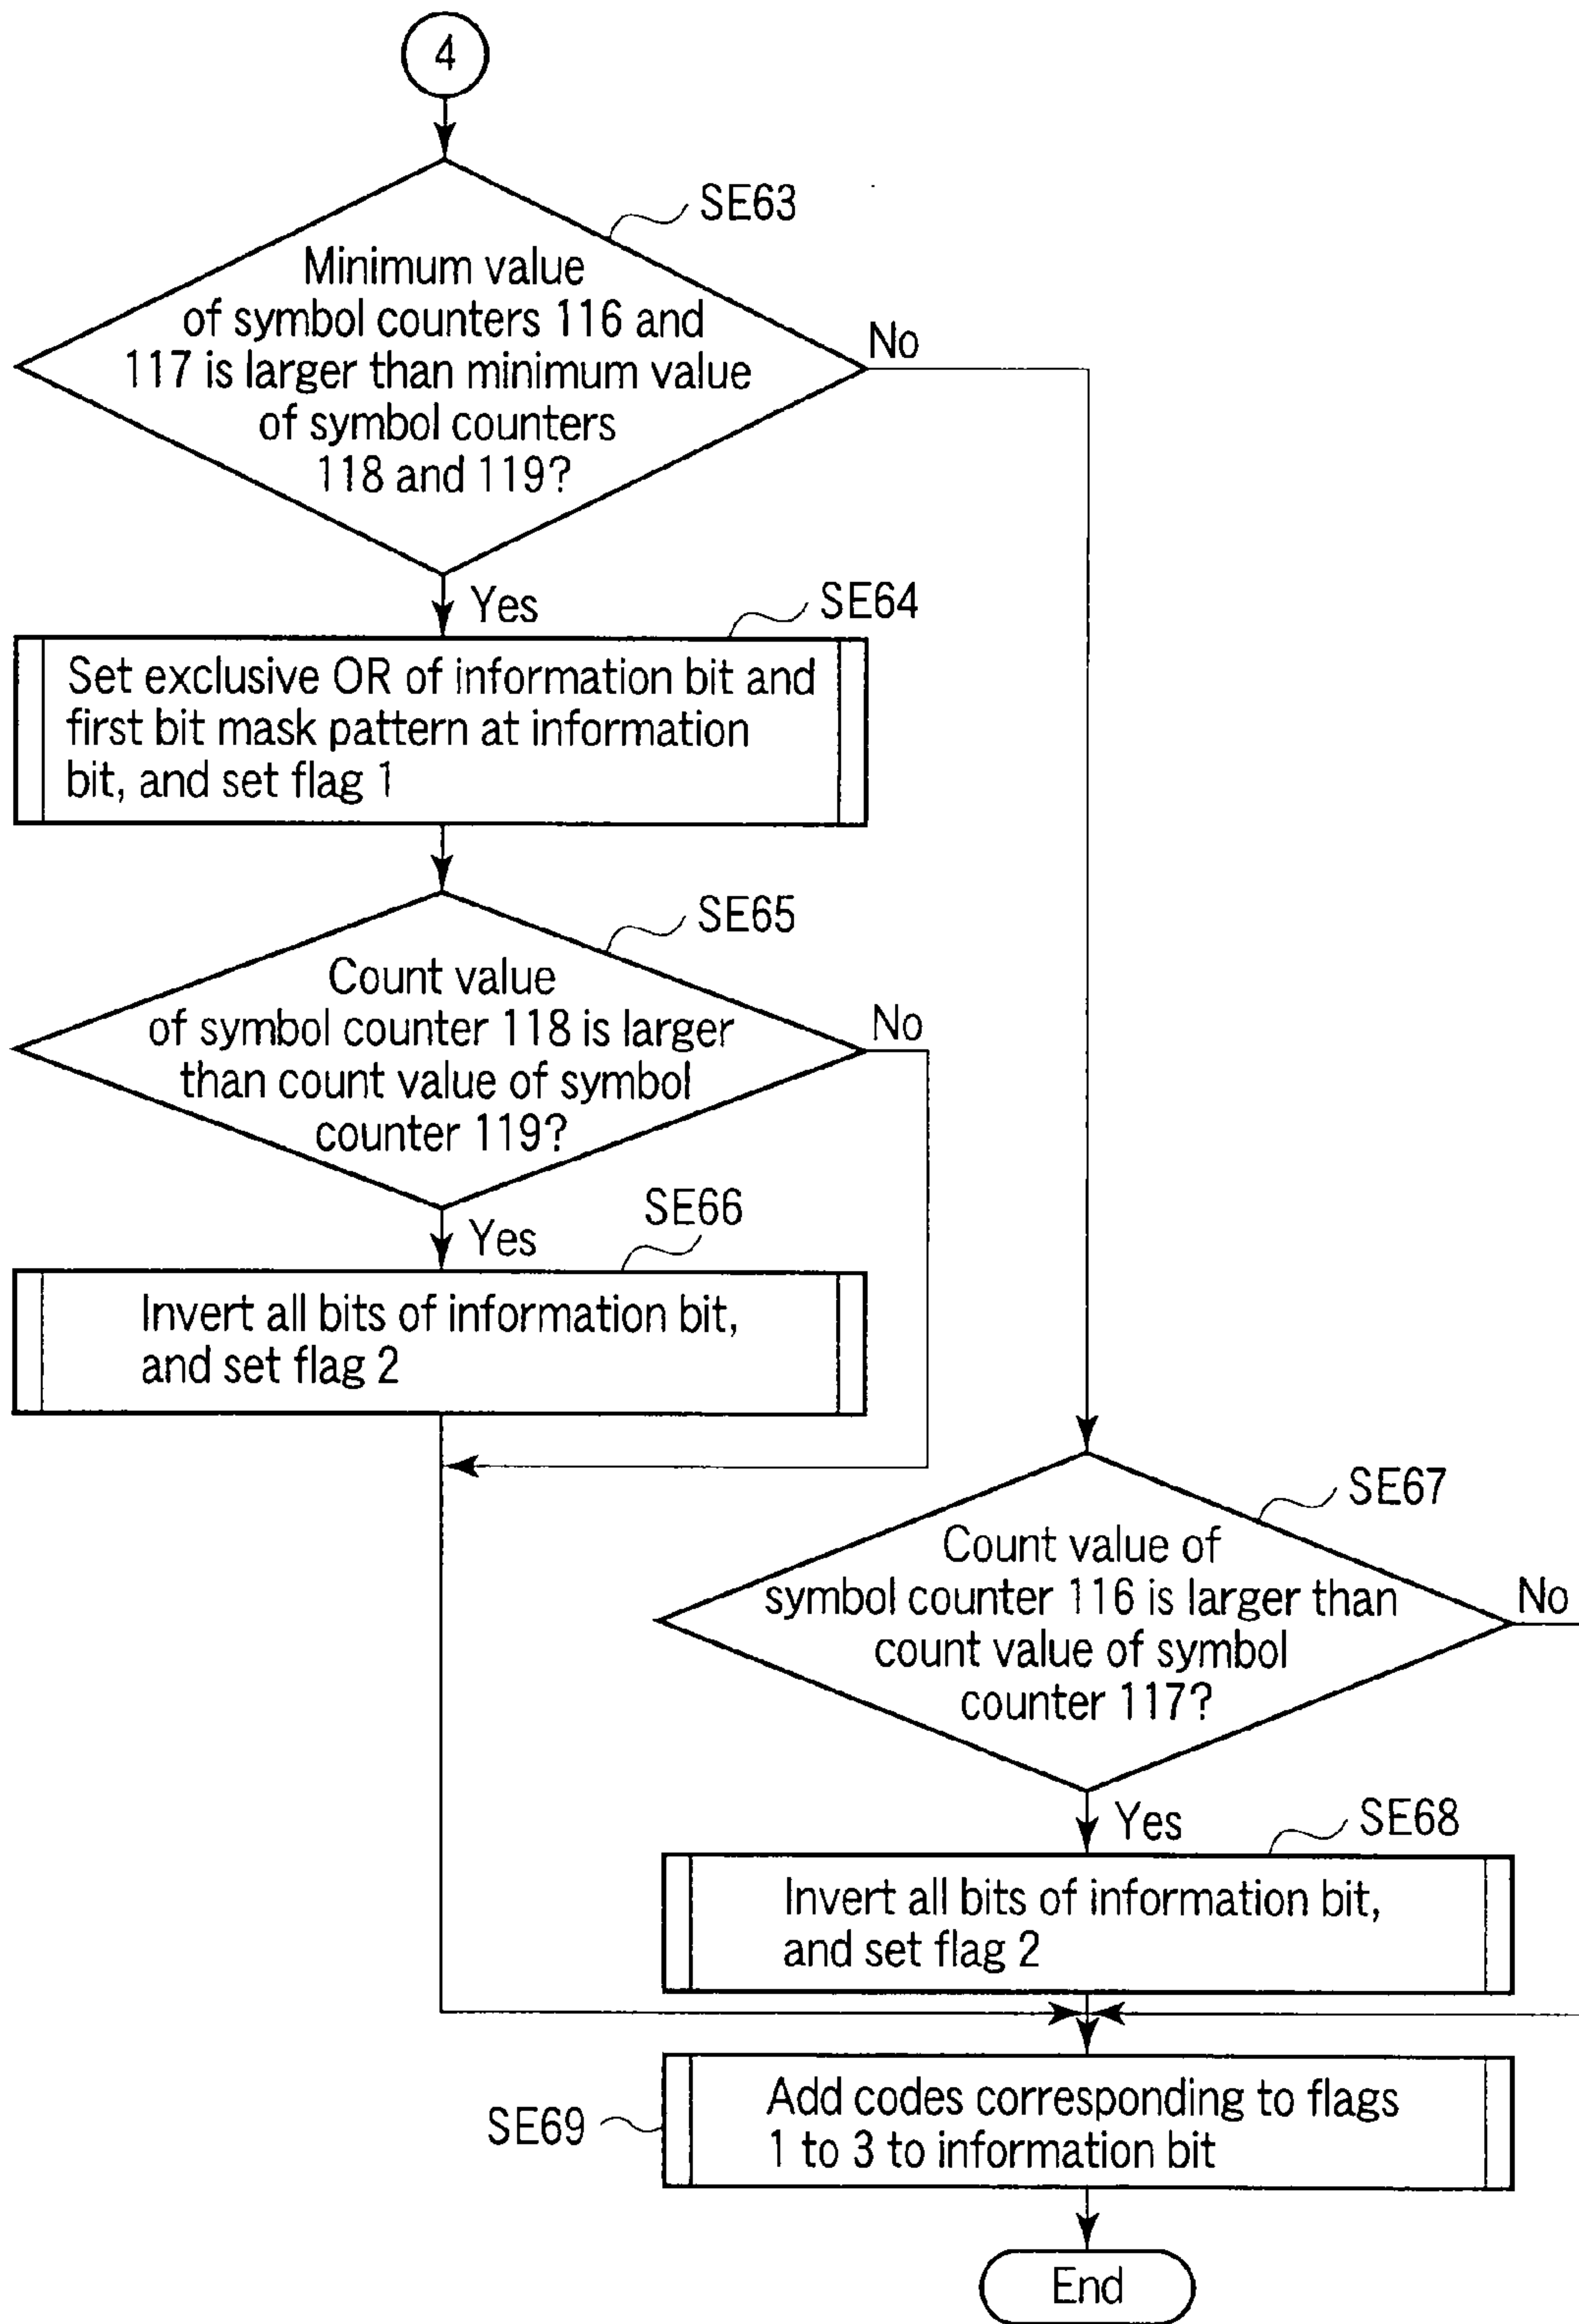 4
SE63
Minimum value
of symbol counters 116 and
117 is larger than minimum value
of symbol counters
118 and 119?
No
Yes
SE64
Set exclusive OR of information bit and
first bit mask pattern at information
bit, and set flag 1
SE65
Count value
of symbol counter 118 is larger
than count value of symbol
counter 119?
No
Yes
SE66
Invert all bits of information bit,
and set flag 2
SE67
Count value of
symbol counter 116 is larger than
count value of symbol
counter 117?
No
Yes
SE68
Invert all bits of information bit,
and set flag 2
SE69
Add codes corresponding to flags
1 to 3 to information bit
End